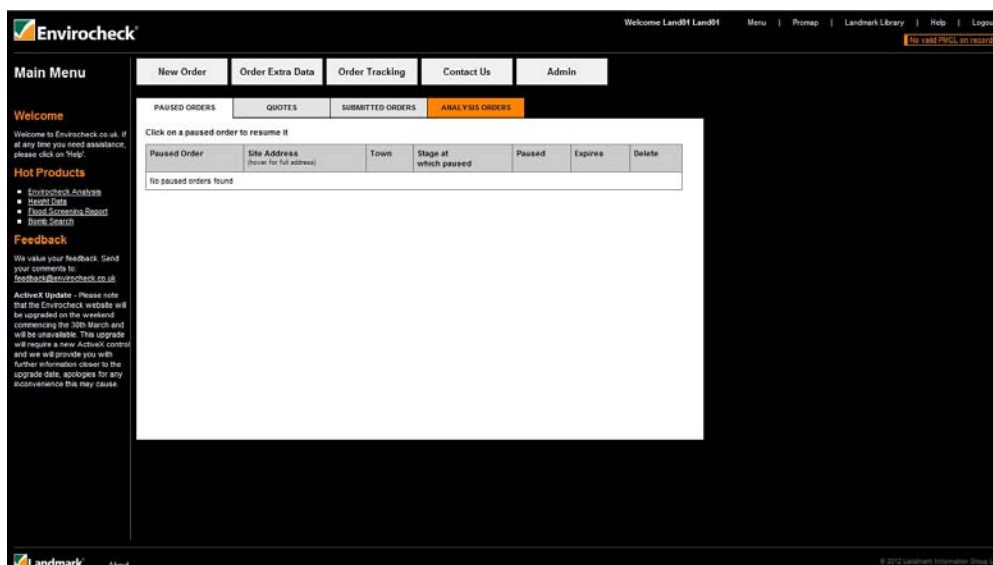 Envirocheck®
Welcome Land01 Land01 Menu | Promap | Landmark Library | Help | Logou
No valid PMCL on record
Main Menu
New Order
Order Extra Data
Order Tracking
Contact Us
Admin
PAUSED ORDERS
QUOTES
SUBMITTED ORDERS
ANALYSIS ORDERS
Click on a paused order to resume it
Paused Order
Site Address
(hover for full address)
Town
Stage at
which paused
Paused
Expires
Delete
No paused orders found
Welcome
Welcome to Envirocheck.co.uk. If
at any time you need assistance,
please click on 'Help'.
Hot Products
Envirocheck Analysis
Height Data
Flood Screening Report
Bomb Search
Feedback
We value your feedback. Send
your comments to:
feedback@envirocheck.co.uk
ActiveX Update - Please note
that the Envirocheck website will
be upgraded on the weekend
commencing the 30th March and
will be unavailable. This upgrade
will require a new ActiveX control
and we will provide you with
further information closer to the
upgrade date, apologies for any
inconvenience this may cause.
Landmark About
© 2012 Landmark Information Group L